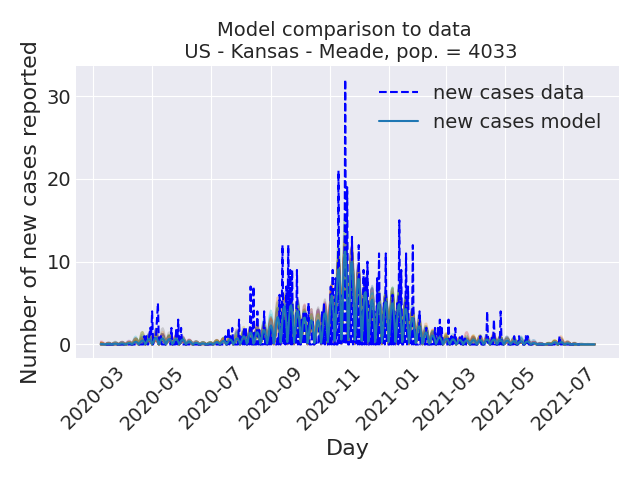 Model comparison to data
US - Kansas - Meade, pop. = 4033
Number of new cases reported
30
20
10
0
new cases data
new cases model
2020-03
2020-05
2020-07
2020-09
2020-11
2021-01
2021-03
2021-05
2021-07
Day